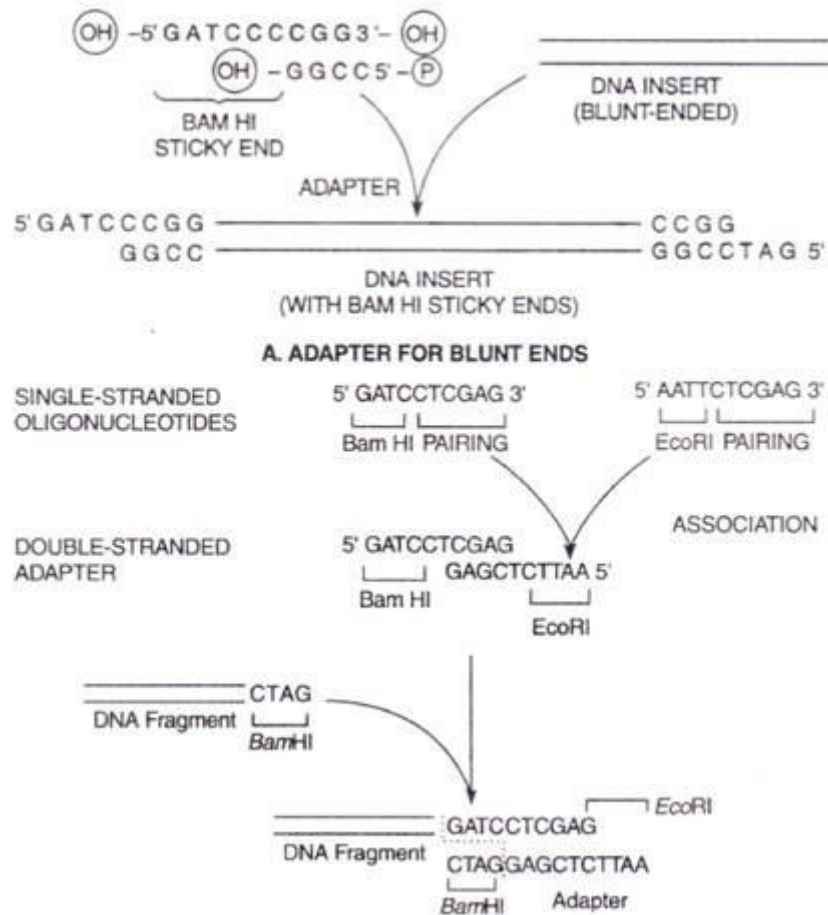 OH -5' G A T C C C C G G 3' - OH
OH - G G C C 5' - P
BAM HI
STICKY END
DNA INSERT
(BLUNT-ENDED)
ADAPTER
5' G A T C C C G G C C G G
G G C C G G C C T A G 5'
DNA INSERT
(WITH BAM HI STICKY ENDS)
A. ADAPTER FOR BLUNT ENDS
SINGLE-STRANDED
OLIGONUCLEOTIDES
5' GATCCTCGAG 3'
Bam HI PAIRING
5' AATTCTCGAG 3'
EcoRI PAIRING
ASSOCIATION
DOUBLE-STRANDED
ADAPTER
5' GATCCTCGAG
GAGCTCTTAA 5'
Bam HI
EcoRI
CTAG
DNA Fragment
BamHI
EcoRI
GATCCTCGAG
DNA Fragment
CTAGGAGCTCTTAA
BamHI
Adapter